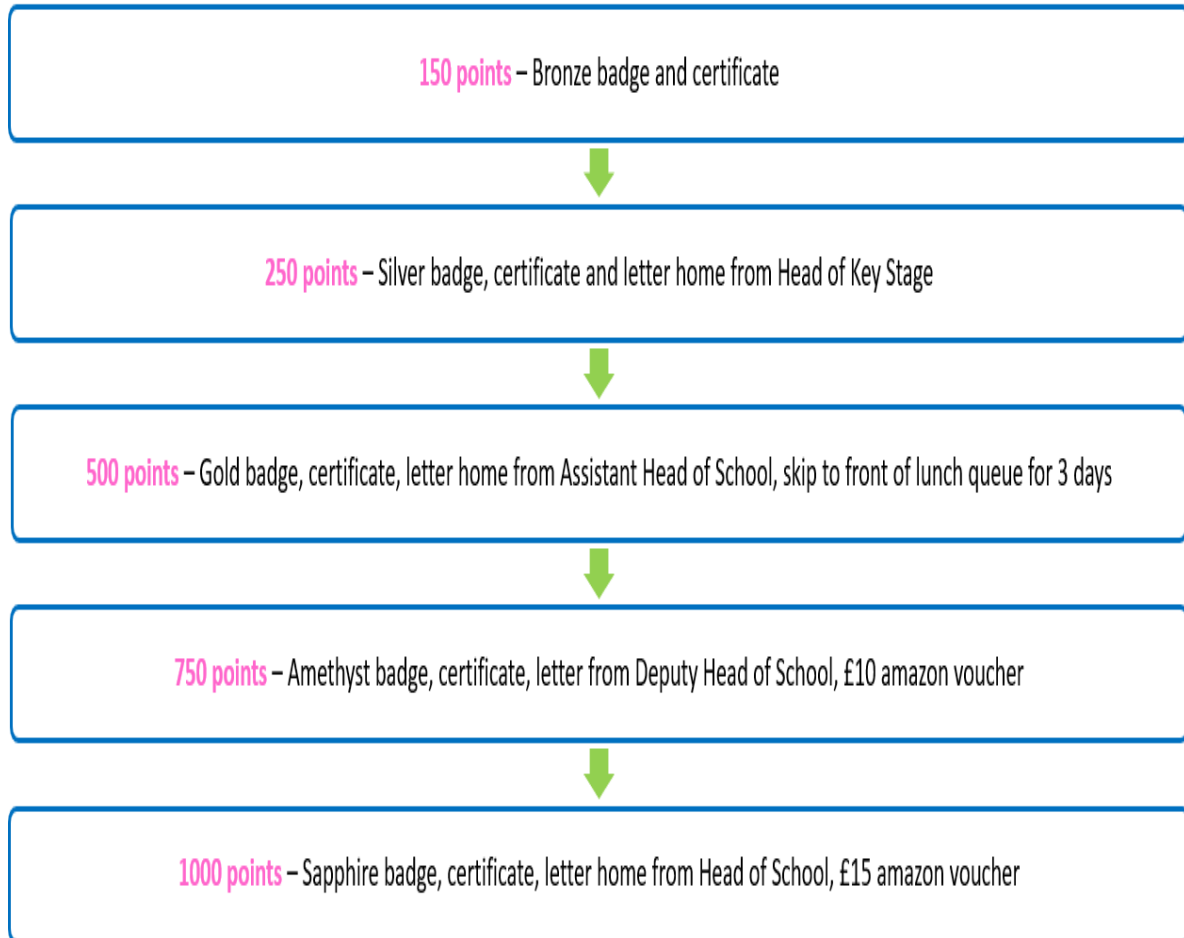 150 points – Bronze badge and certificate
250 points – Silver badge, certificate and letter home from Head of Key Stage
500 points – Gold badge, certificate, letter home from Assistant Head of School, skip to front of lunch queue for 3 days
750 points – Amethyst badge, certificate, letter from Deputy Head of School, £10 amazon voucher
1000 points – Sapphire badge, certificate, letter home from Head of School, £15 amazon voucher